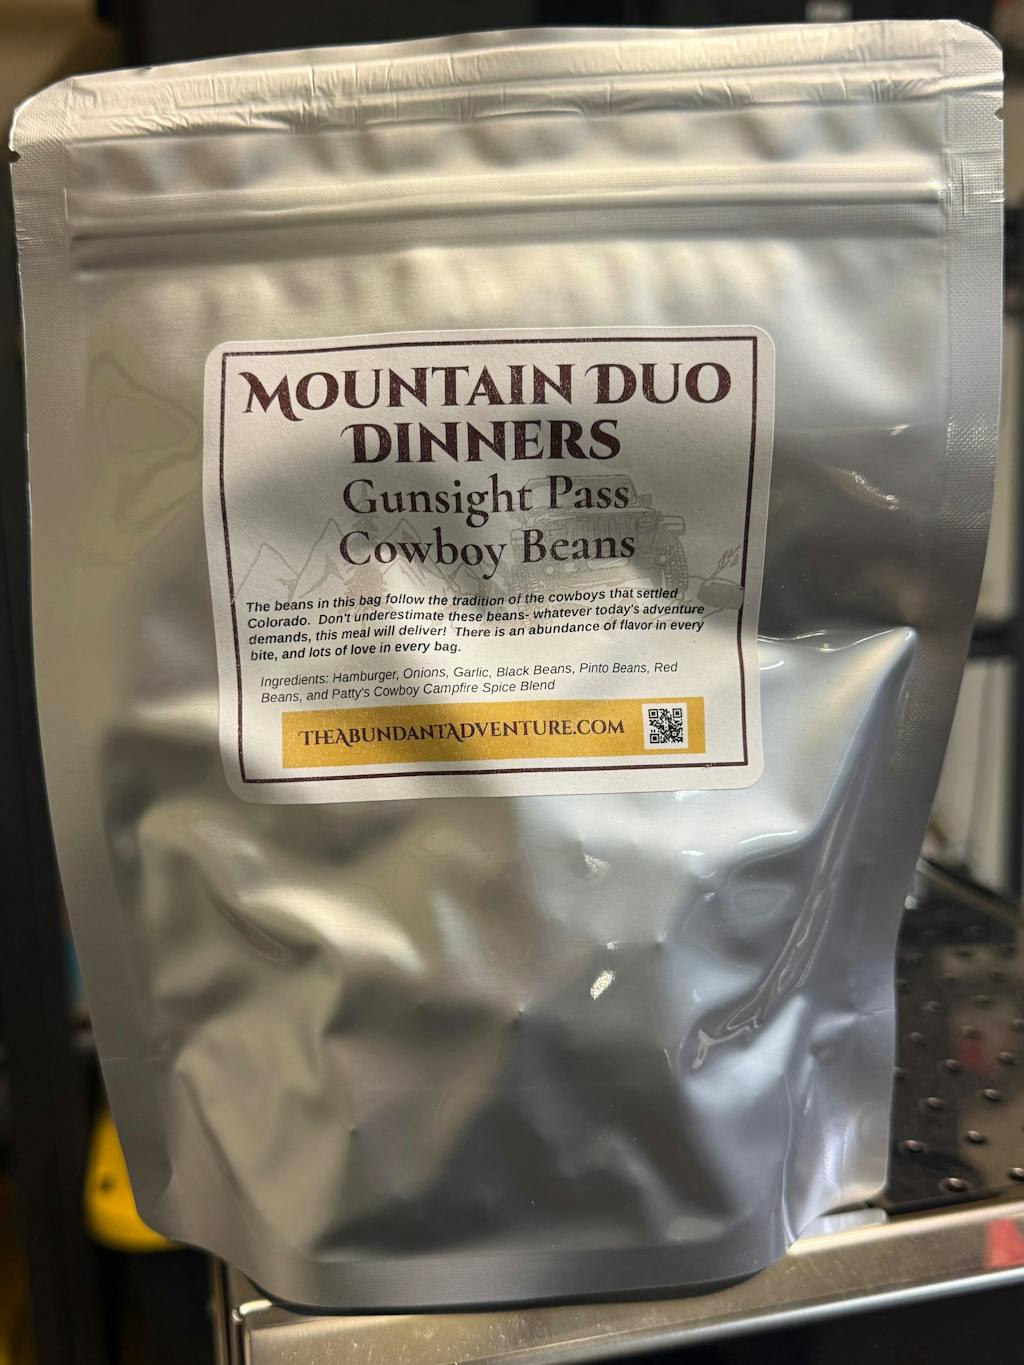 Mountain Duo
Dinners
Gunsight Pass
Cowboy Beans
The beans in this bag follow the tradition of the cowboys that settled
Colorado. Don't underestimate these beans- whatever today's adventure
demands, this meal will deliver! There is an abundance of flavor in every
bite, and lots of love in every bag.
Ingredients: Hamburger, Onions, Garlic, Black Beans, Pinto Beans, Red
Beans, and Patty's Cowboy Campfire Spice Blend
TheAbundantAdventure.com